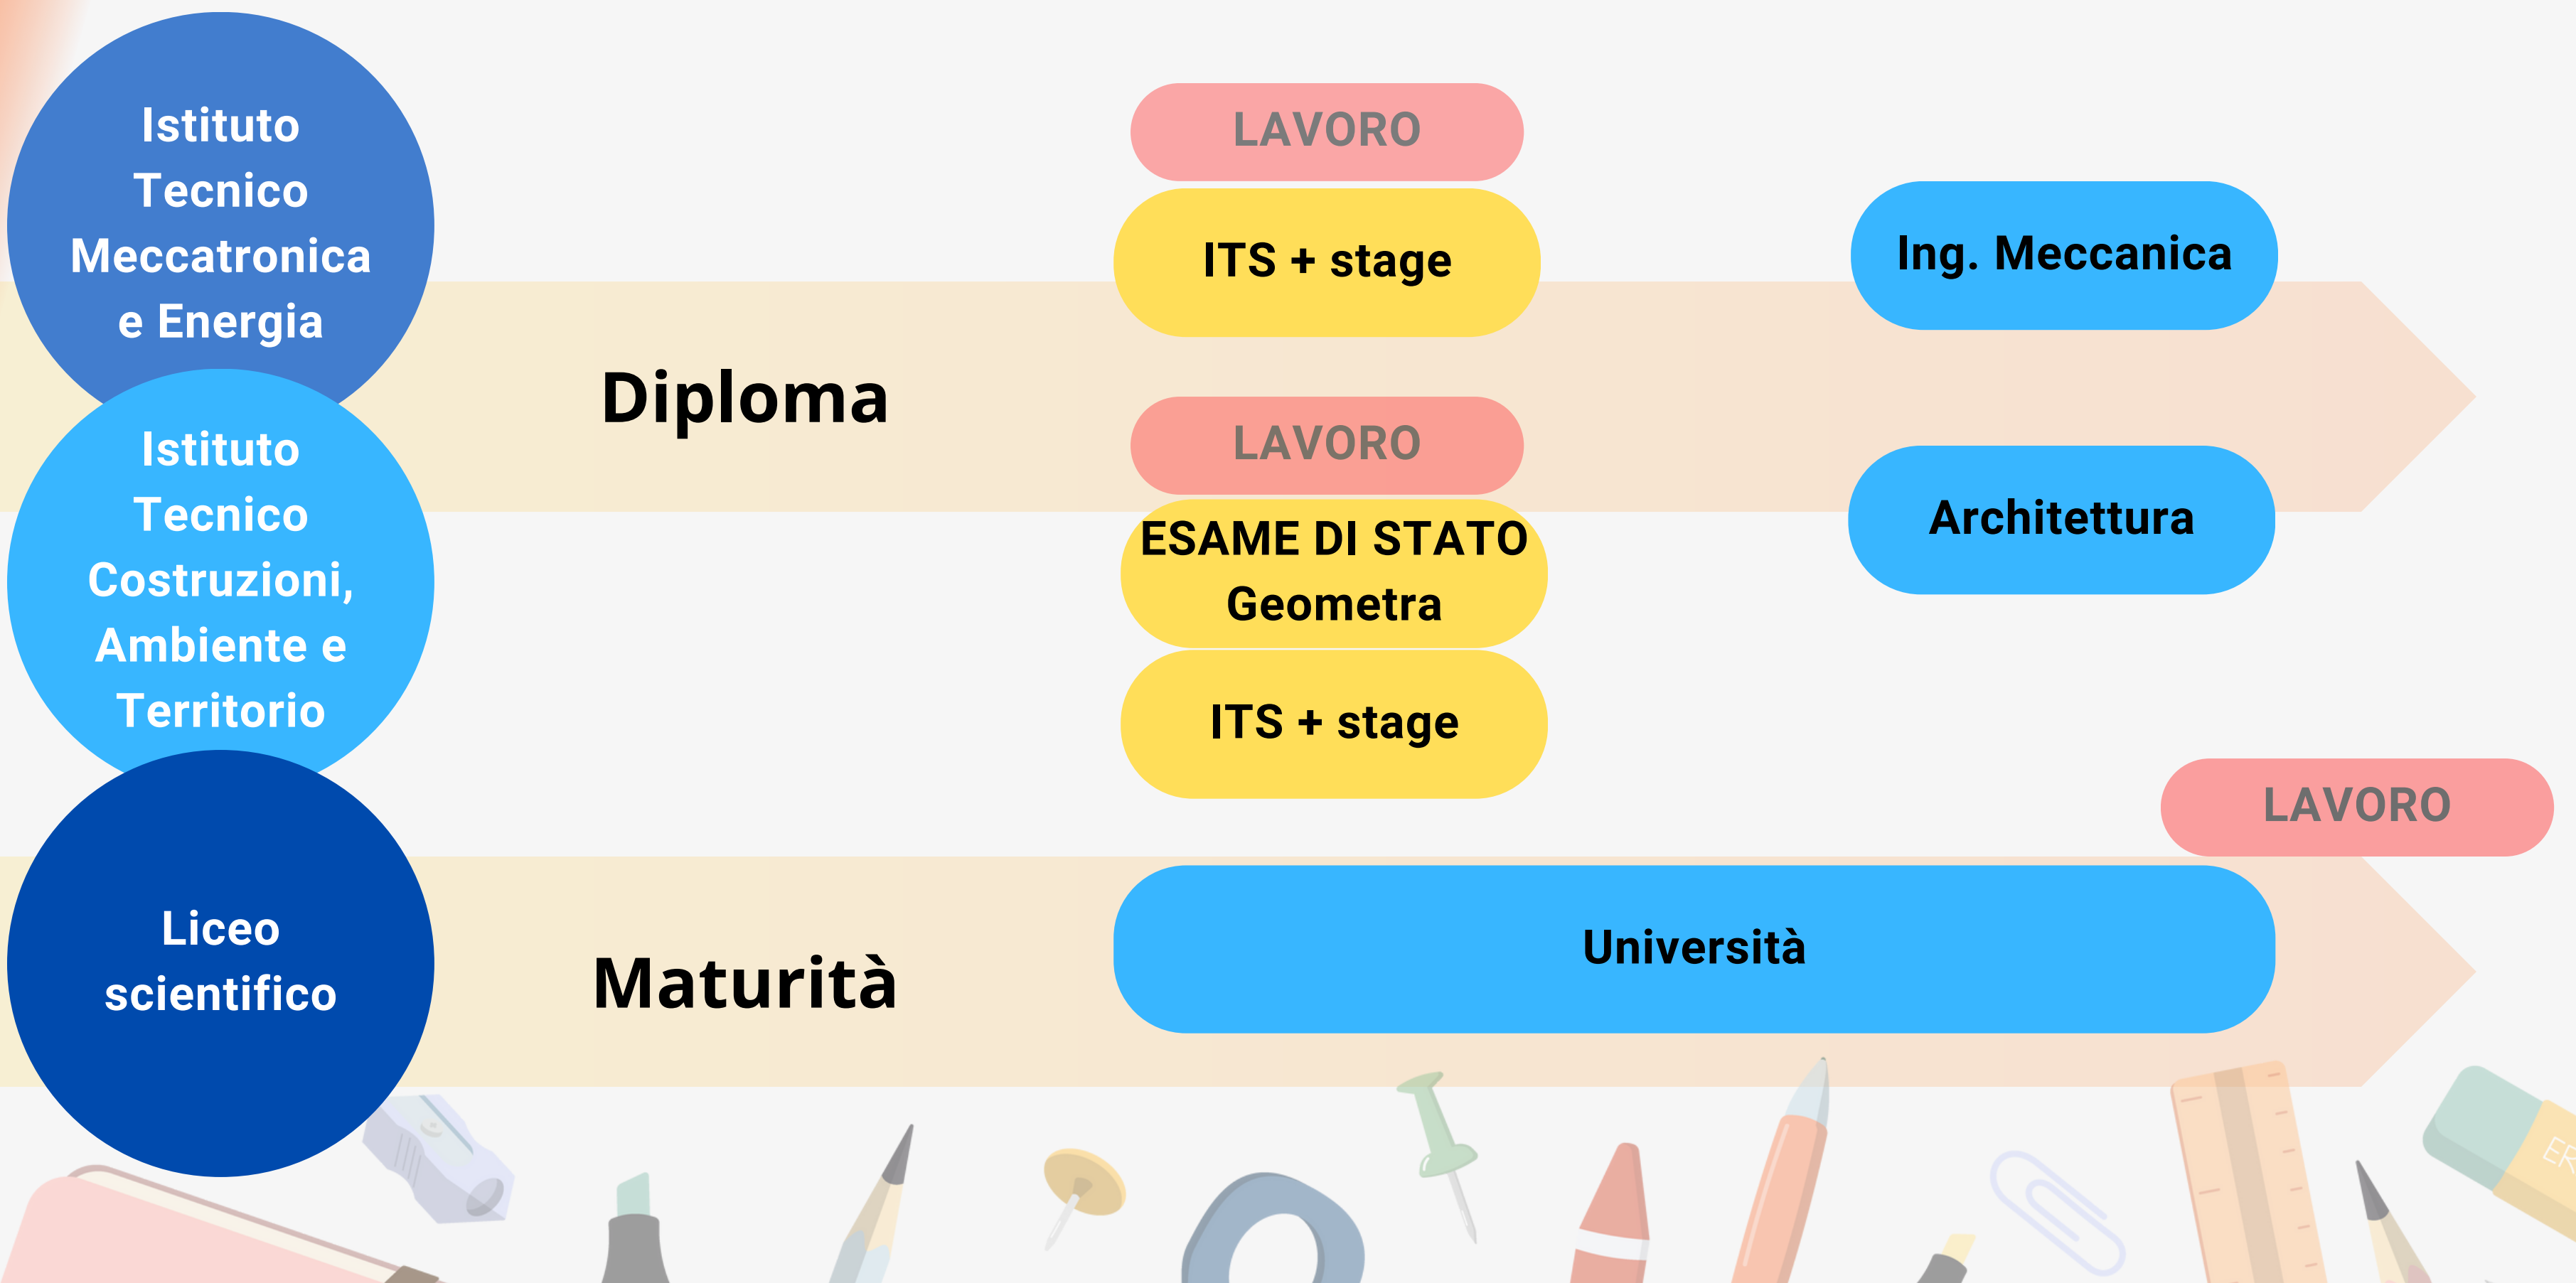 Istituto
Tecnico
Meccatronica
e Energia
Istituto
Tecnico
Costruzioni,
Ambiente e
Territorio
Liceo
scientifico
Diploma
Maturità
LAVORO
ITS + stage
LAVORO
ESAME DI STATO
Geometra
ITS + stage
Ing. Meccanica
Architettura
LAVORO
Università
ER